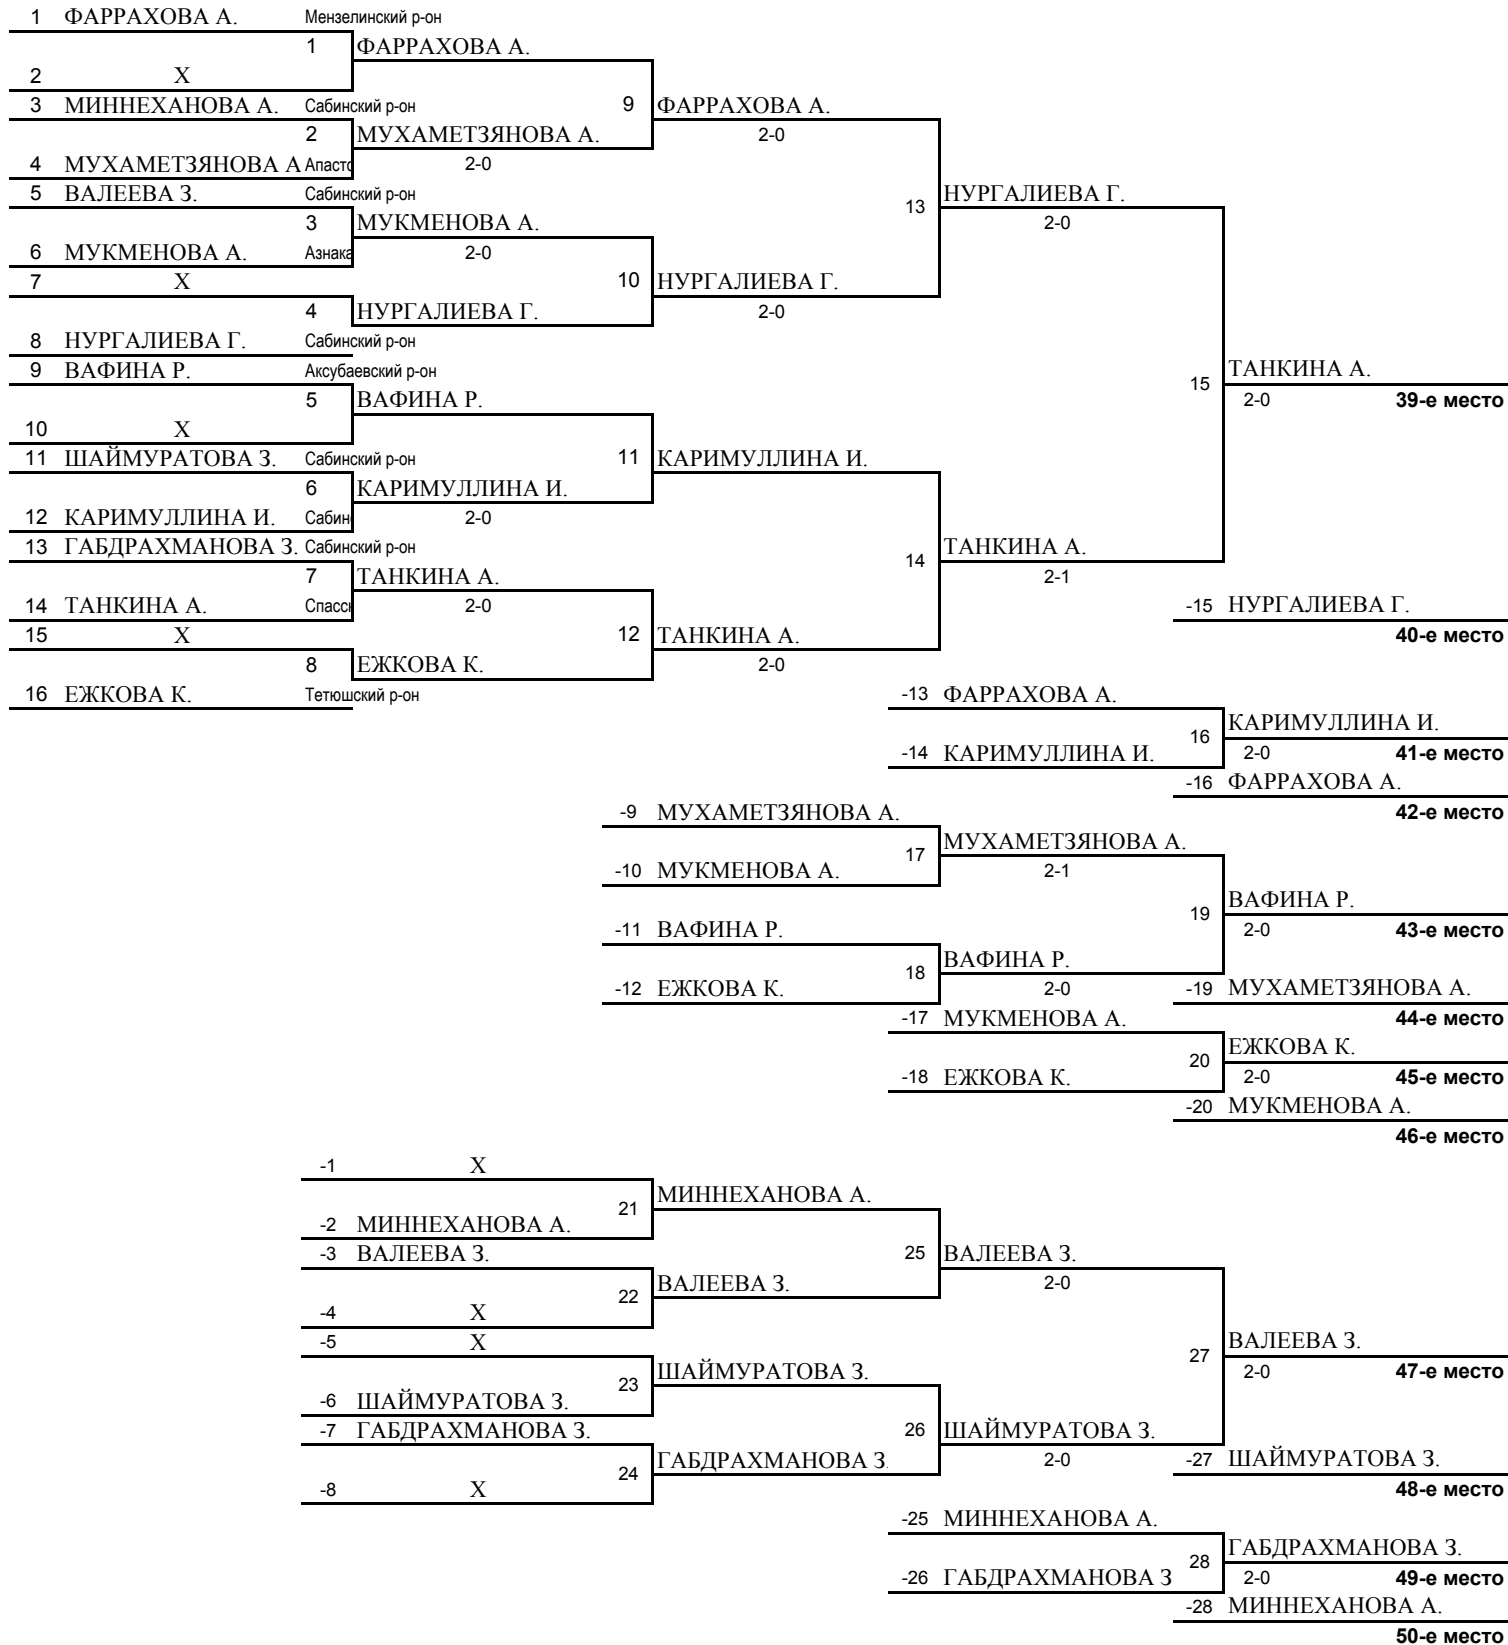 1 ФАРРАХОВА А. Мензелинский р-он
1 ФАРРАХОВА А.
2 X
3 МИННЕХАНОВА А. Сабинский р-он 9 ФАРРАХОВА А.
2 МУХАМЕТЗЯНОВА А. 2-0
4 МУХАМЕТЗЯНОВА А Апасто 2-0
5 ВАЛЕЕВА З. Сабинский р-он 13 НУРГАЛИЕВА Г.
3 МУКМЕНОВА А. 2-0
6 МУКМЕНОВА А. Азнака 2-0
7 X 10 НУРГАЛИЕВА Г.
4 НУРГАЛИЕВА Г. 2-0
8 НУРГАЛИЕВА Г. Сабинский р-он
9 ВАФИНА Р. Аксубаевский р-он 15 ТАНКИНА А.
5 ВАФИНА Р. 2-0 39-е место
10 X
11 ШАЙМУРАТОВА З. Сабинский р-он 11 КАРИМУЛЛИНА И.
6 КАРИМУЛЛИНА И.
12 КАРИМУЛЛИНА И. Сабин 2-0
13 ГАБДРАХМАНОВА З. Сабинский р-он 14 ТАНКИНА А.
7 ТАНКИНА А. 2-1
14 ТАНКИНА А. Спасск 2-0 -15 НУРГАЛИЕВА Г.
15 X 12 ТАНКИНА А. 40-е место
8 ЕЖКОВА К. 2-0
16 ЕЖКОВА К. Тетюшский р-он -13 ФАРРАХОВА А.
16 КАРИМУЛЛИНА И.
-14 КАРИМУЛЛИНА И. 2-0 41-е место
-16 ФАРРАХОВА А.
-9 МУХАМЕТЗЯНОВА А. 42-е место
17 МУХАМЕТЗЯНОВА А.
-10 МУКМЕНОВА А. 2-1
19 ВАФИНА Р.
-11 ВАФИНА Р. 2-0 43-е место
18 ВАФИНА Р.
-12 ЕЖКОВА К. 2-0 -19 МУХАМЕТЗЯНОВА А.
-17 МУКМЕНОВА А. 44-е место
20 ЕЖКОВА К.
-18 ЕЖКОВА К. 2-0 45-е место
-20 МУКМЕНОВА А.
46-е место
-1 X
21 МИННЕХАНОВА А.
-2 МИННЕХАНОВА А.
-3 ВАЛЕЕВА З. 25 ВАЛЕЕВА З.
22 ВАЛЕЕВА З. 2-0
-4 X
-5 X 27 ВАЛЕЕВА З.
23 ШАЙМУРАТОВА З. 2-0 47-е место
-6 ШАЙМУРАТОВА З.
-7 ГАБДРАХМАНОВА З. 26 ШАЙМУРАТОВА З.
24 ГАБДРАХМАНОВА З. 2-0 -27 ШАЙМУРАТОВА З.
-8 X 48-е место
-25 МИННЕХАНОВА А.
28 ГАБДРАХМАНОВА З.
-26 ГАБДРАХМАНОВА З 2-0 49-е место
-28 МИННЕХАНОВА А.
50-е место